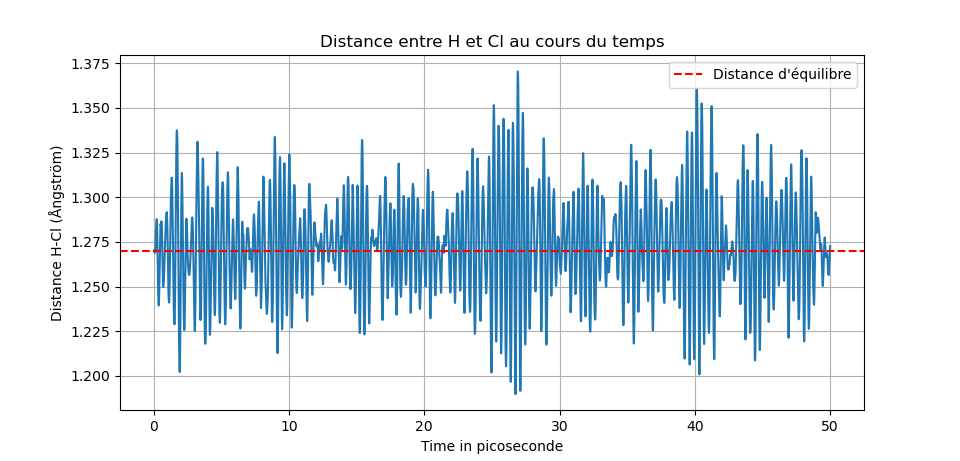 Distance entre H et Cl au cours du temps
Distance d'équilibre
Distance H-Cl (Ångström)
1.375
1.350
1.325
1.300
1.275
1.250
1.225
1.200
0 10 20 30 40 50
Time in picoseconde